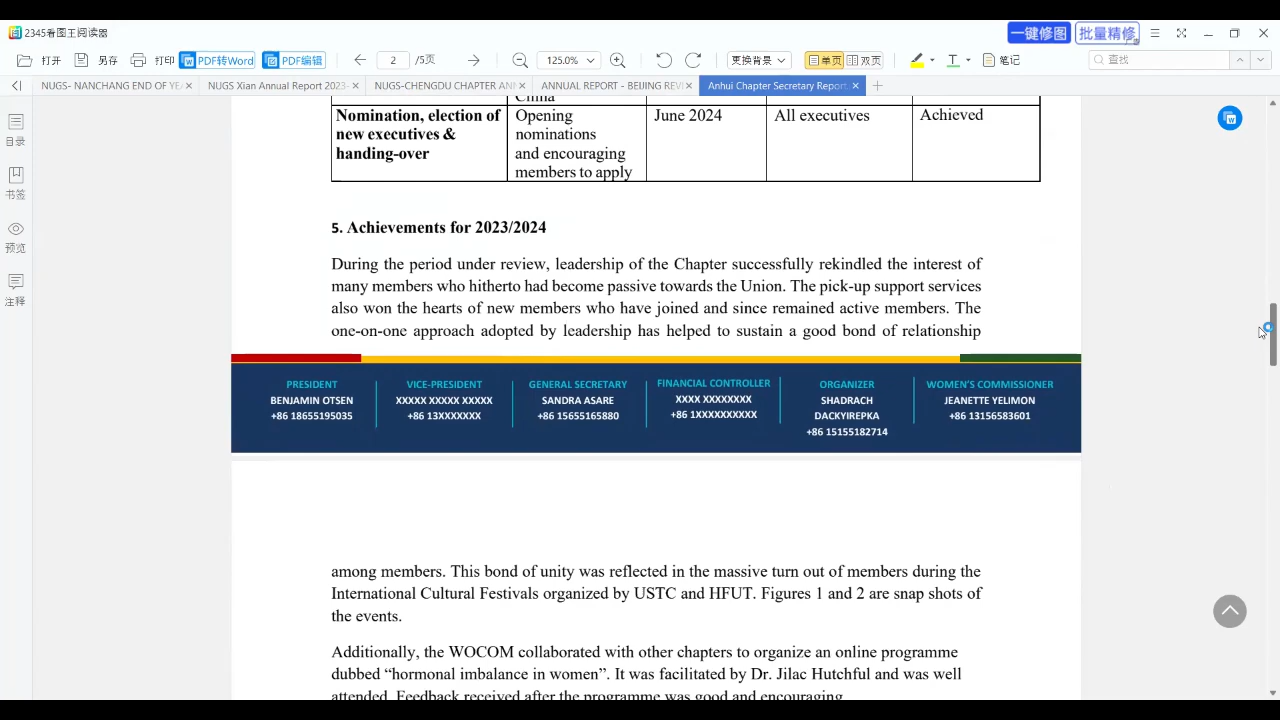 2345看图王阅读器
一键修图
批量精修
打开
另存
打印
PDF转Word
PDF编辑
2
/5页
125.0%
更换背景
单页
双页
笔记
查找
NUGS- NANCHANG END OF YEA
NUGS Xian Annual Report 2023-
NUGS-CHENGDU CHAPTER ANN
ANNUAL REPORT - BEIJING REVI
Anhui Chapter Secretary Report
目录
书签
预览
注释
China
Nomination, election of
new executives &
handing-over
Opening
nominations
and encouraging
members to apply
June 2024
All executives
Achieved
5. Achievements for 2023/2024
During the period under review, leadership of the Chapter successfully rekindled the interest of
many members who hitherto had become passive towards the Union. The pick-up support services
also won the hearts of new members who have joined and since remained active members. The
one-on-one approach adopted by leadership has helped to sustain a good bond of relationship
PRESIDENT
BENJAMIN OTSEN
+86 18655195035
VICE-PRESIDENT
XXXXX XXXXX XXXXX
+86 13XXXXXXX
GENERAL SECRETARY
SANDRA ASARE
+86 15655165880
FINANCIAL CONTROLLER
XXXX XXXXXXXX
+86 1XXXXXXXXXX
ORGANIZER
SHADRACH
DACKYIREPKA
+86 15155182714
WOMEN'S COMMISSIONER
JEANETTE YELIMON
+86 13156583601
among members. This bond of unity was reflected in the massive turn out of members during the
International Cultural Festivals organized by USTC and HFUT. Figures 1 and 2 are snap shots of
the events.
Additionally, the WOCOM collaborated with other chapters to organize an online programme
dubbed “hormonal imbalance in women”. It was facilitated by Dr. Jilac Hutchful and was well
attended. Feedback received after the programme was good and encouraging.